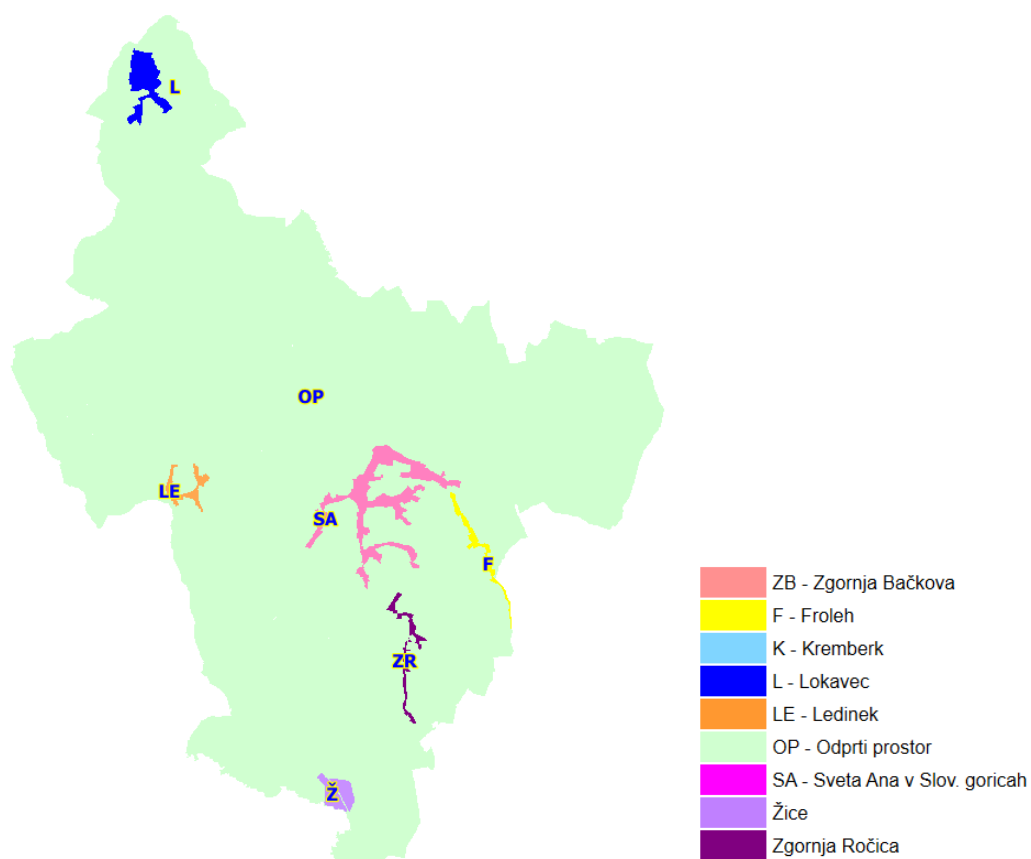 L
OP
LE
SA
F
ZR
Ž
ZB - Zgornja Bačkova
F - Froleh
K - Kremberk
L - Lokavec
LE - Ledinek
OP - Odprti prostor
SA - Sveta Ana v Slov. goricah
Žice
Zgornja Ročica